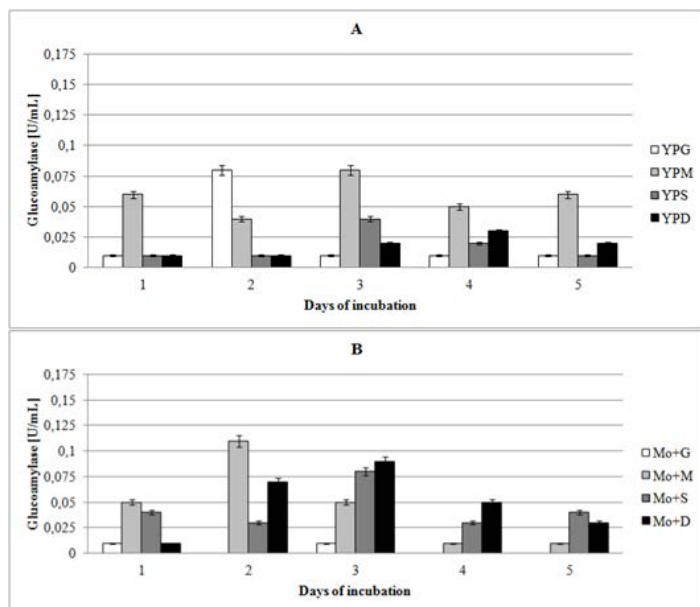 A
Glucoamylase [U/mL]
0,175
0,15
0,125
0,1
0,075
0,05
0,025
0
1 2 3 4 5
Days of incubation
YPG
YPM
YPS
YPD
B
Glucoamylase [U/mL]
0,175
0,15
0,125
0,1
0,075
0,05
0,025
0
1 2 3 4 5
Days of incubation
Mo+G
Mo+M
Mo+S
Mo+D